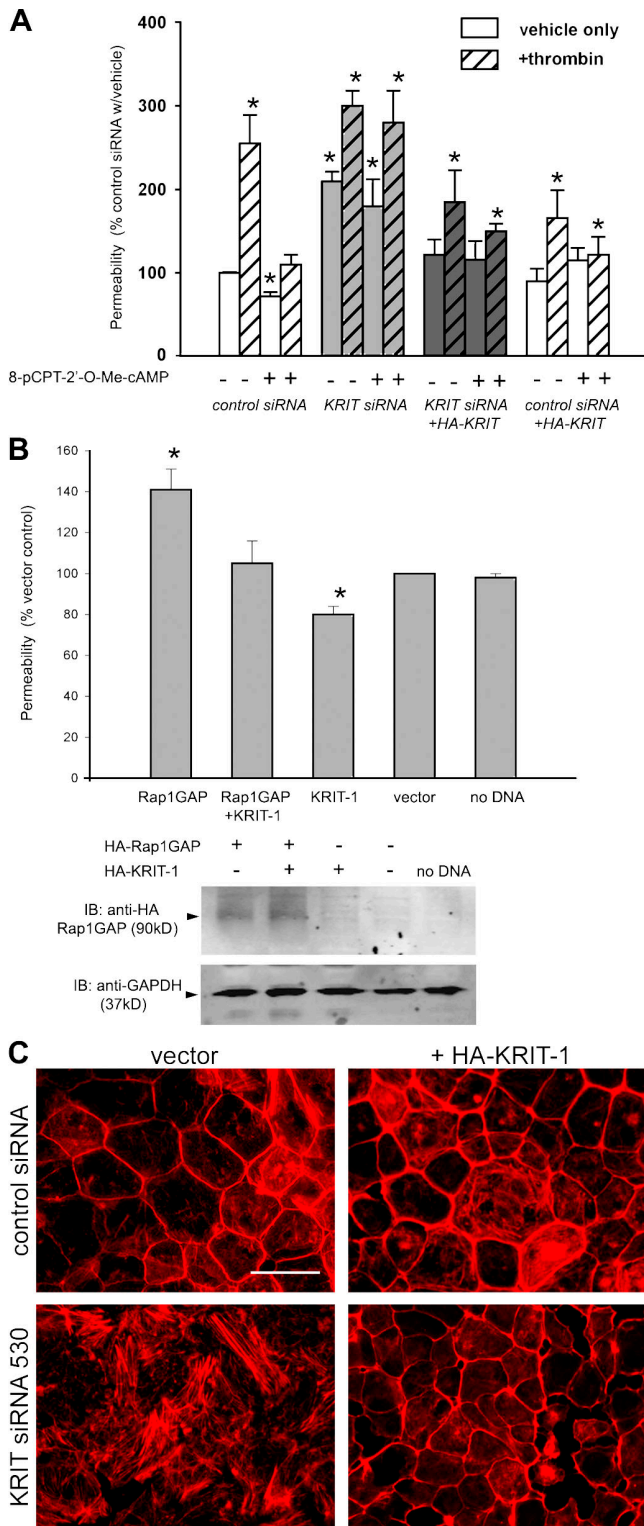 A
Permeability (% control siRNA w/vehicle)
400
300
200
100
0
vehicle only
+thrombin
* * * * * * * * * * *
8-pCPT-2'-O-Me-cAMP
- - + + - - + + - - + + - - + +
control siRNA
KRIT siRNA
KRIT siRNA
+HA-KRIT
control siRNA
+HA-KRIT
B
Permeability (% vector control)
160
140
120
100
80
60
40
20
0
* *
Rap1GAP
Rap1GAP
+KRIT-1
KRIT-1
vector
no DNA
HA-Rap1GAP + + - -
HA-KRIT-1 - + + - no DNA
IB: anti-HA
Rap1GAP (90kD)
IB: anti-GAPDH
(37kD)
C
vector
+ HA-KRIT-1
control siRNA
KRIT siRNA 530